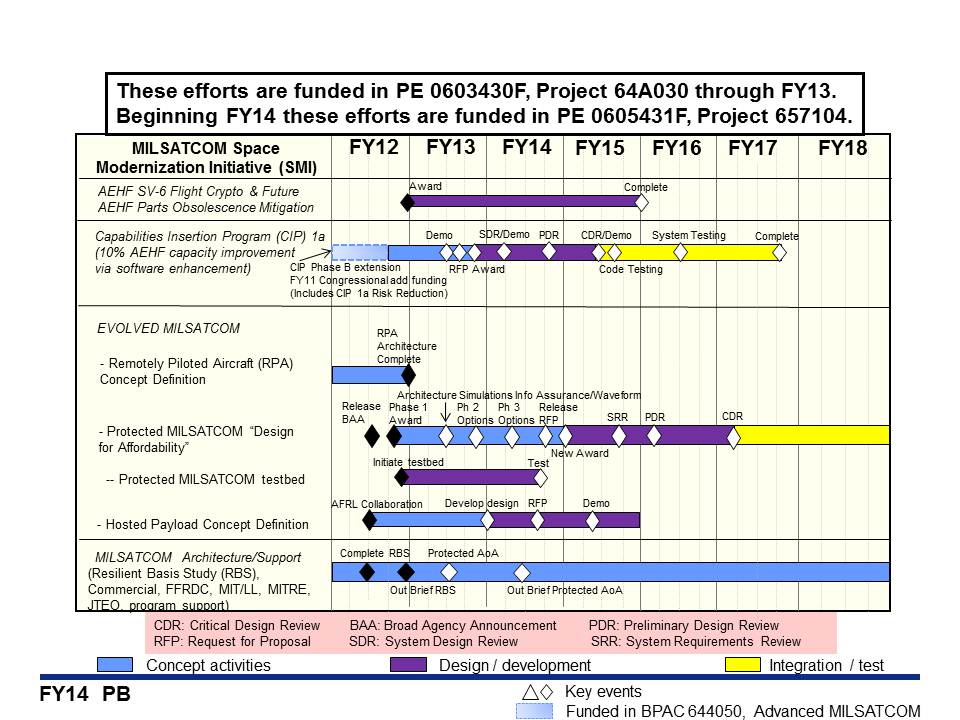 These efforts are funded in PE 0603430F, Project 64A030 through FY13.
Beginning FY14 these efforts are funded in PE 0605431F, Project 657104.
MILSATCOM Space
Modernization Initiative (SMI)
FY12 FY13 FY14 FY15 FY16 FY17 FY18
AEHF SV-6 Flight Crypto & Future
AEHF Parts Obsolescence Mitigation
Award Complete
Capabilities Insertion Program (CIP) 1a
(10% AEHF capacity improvement
via software enhancement)
Demo SDR/Demo PDR CDR/Demo System Testing Complete
CIP Phase B extension
FY11 Congressional add funding
(Includes CIP 1a Risk Reduction)
RFP Award Code Testing
EVOLVED MILSATCOM
- Remotely Piloted Aircraft (RPA)
Concept Definition
RPA
Architecture
Complete
- Protected MILSATCOM “Design
for Affordability”
Architecture Simulations Info Assurance/Waveform
Release
BAA
Phase 1
Award
Ph 2
Options
Ph 3
Options
Release
RFP
SRR PDR CDR
New Award
-- Protected MILSATCOM testbed
Initiate testbed Test
- Hosted Payload Concept Definition
AFRL Collaboration Develop design RFP Demo
MILSATCOM Architecture/Support
(Resilient Basis Study (RBS),
Commercial, FFRDC, MIT/LL, MITRE,
JTEO, program support)
Complete RBS Protected AoA
Out Brief RBS Out Brief Protected AoA
CDR: Critical Design Review BAA: Broad Agency Announcement PDR: Preliminary Design Review
RFP: Request for Proposal SDR: System Design Review SRR: System Requirements Review
Concept activities Design / development Integration / test
FY14 PB
Key events
Funded in BPAC 644050, Advanced MILSATCOM